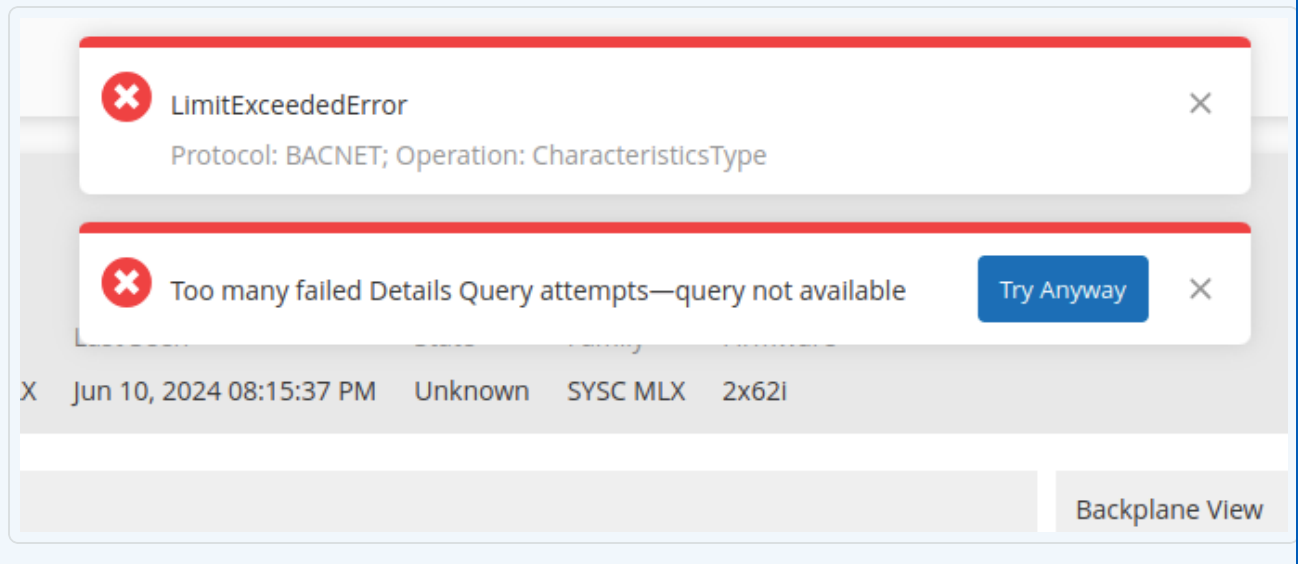 LimitExceededError
Protocol: BACNET; Operation: CharacteristicsType
Too many failed Details Query attempts—query not available
Try Anyway
X Jun 10, 2024 08:15:37 PM Unknown SYSC MLX 2x62i
Backplane View